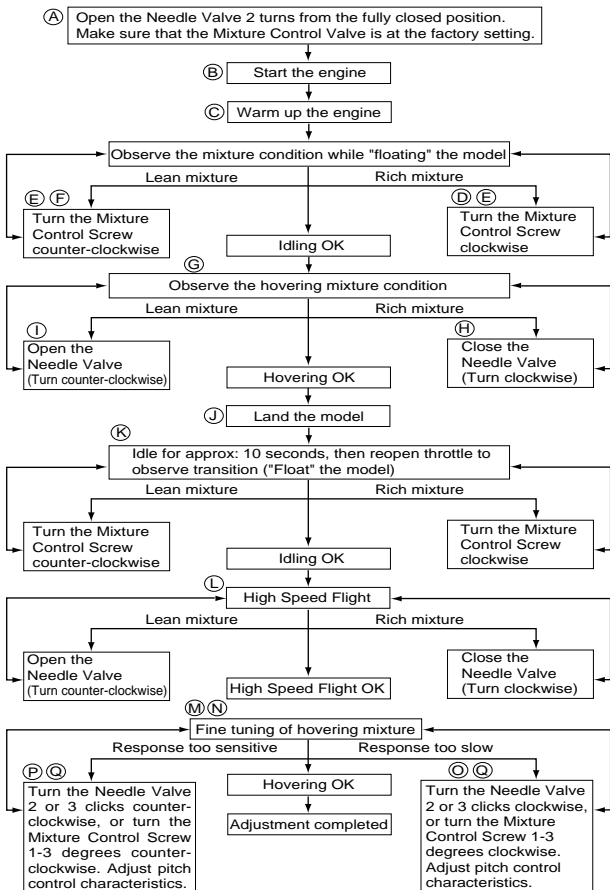 A
Open the Needle Valve 2 turns from the fully closed position.
Make sure that the Mixture Control Valve is at the factory setting.
B
Start the engine
C
Warm up the engine
Observe the mixture condition while "floating" the model
Lean mixture
Rich mixture
E F
Turn the Mixture
Control Screw
counter-clockwise
D E
Turn the Mixture
Control Screw
clockwise
Idling OK
G
Observe the hovering mixture condition
Lean mixture
Rich mixture
I
Open the
Needle Valve
(Turn counter-clockwise)
H
Close the
Needle Valve
(Turn clockwise)
Hovering OK
J
Land the model
K
Idle for approx: 10 seconds, then reopen throttle to
observe transition ("Float" the model)
Lean mixture
Rich mixture
Turn the Mixture
Control Screw
counter-clockwise
Turn the Mixture
Control Screw
clockwise
Idling OK
L
High Speed Flight
Lean mixture
Rich mixture
Open the
Needle Valve
(Turn counter-clockwise)
Close the
Needle Valve
(Turn clockwise)
High Speed Flight OK
M N
Fine tuning of hovering mixture
Response too sensitive
Response too slow
P Q
Turn the Needle Valve
2 or 3 clicks counter-
clockwise, or turn the
Mixture Control Screw
1-3 degrees counter-
clockwise. Adjust pitch
control characteristics.
Hovering OK
Adjustment completed
O Q
Turn the Needle Valve
2 or 3 clicks clockwise,
or turn the Mixture
Control Screw 1-3
degrees clockwise.
Adjust pitch control
characteristics.